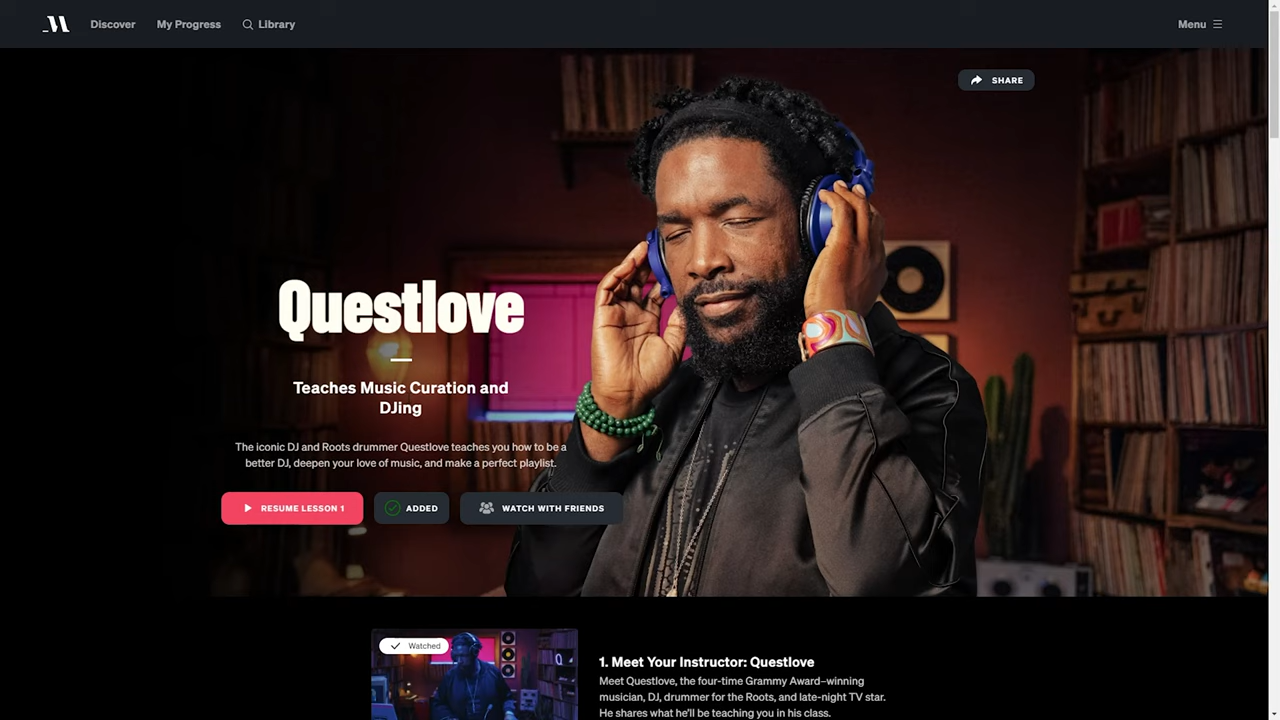 Discover
My Progress
Library
Menu
SHARE
Questlove
Teaches Music Curation and
DJing
The iconic DJ and Roots drummer Questlove teaches you how to be a
better DJ, deepen your love of music, and make a perfect playlist.
RESUME LESSON 1
ADDED
WATCH WITH FRIENDS
Watched
1. Meet Your Instructor: Questlove
Meet Questlove, the four-time Grammy Award–winning
musician, DJ, drummer for the Roots, and late-night TV star.
He shares what he'll be teaching you in his class.